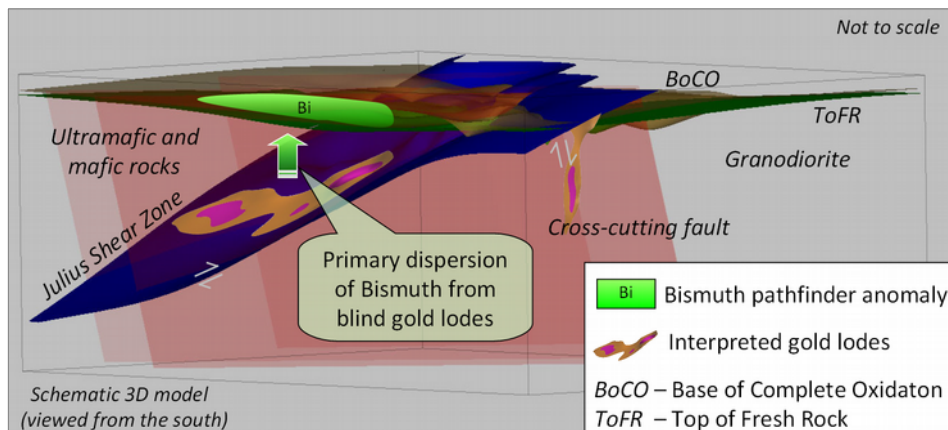 Not to scale
BoCO
ToFR
Bi
Ultramafic and
mafic rocks
Granodiorite
Julius Shear Zone
Cross-cutting fault
Primary dispersion
of Bismuth from
blind gold lodes
Bi Bismuth pathfinder anomaly
Interpreted gold lodes
BoCO – Base of Complete Oxidaton
ToFR – Top of Fresh Rock
Schematic 3D model
(viewed from the south)